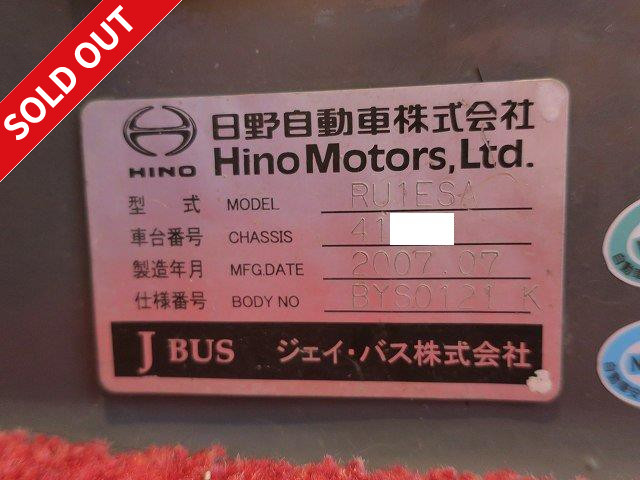 SOLD OUT
日野自動車株式会社
HINO
Hino Motors, Ltd.
型 式 MODEL RU1ESA
車台番号 CHASSIS 41
製造年月 MFG.DATE 2007.07
仕様番号 BODY NO BYS0121 K
J BUS ジェイ・バス株式会社